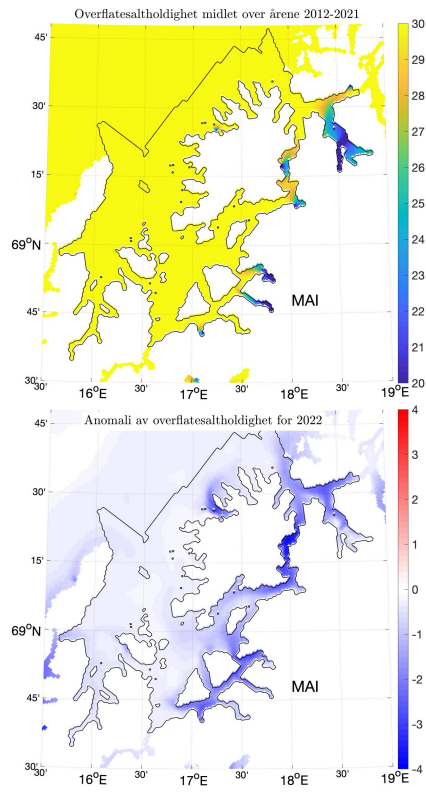 Overflatesaltholdighet midlet over årene 2012-2021
45'
30'
15'
69°N
45'
30'
30'
16°E
30'
17°E
30'
18°E
30'
19°E
MAI
30
29
28
27
26
25
24
23
22
21
20
Anomali av overflatesaltholdighet for 2022
45'
30'
15'
69°N
45'
30'
30'
16°E
30'
17°E
30'
18°E
30'
19°E
MAI
4
3
2
1
0
-1
-2
-3
-4